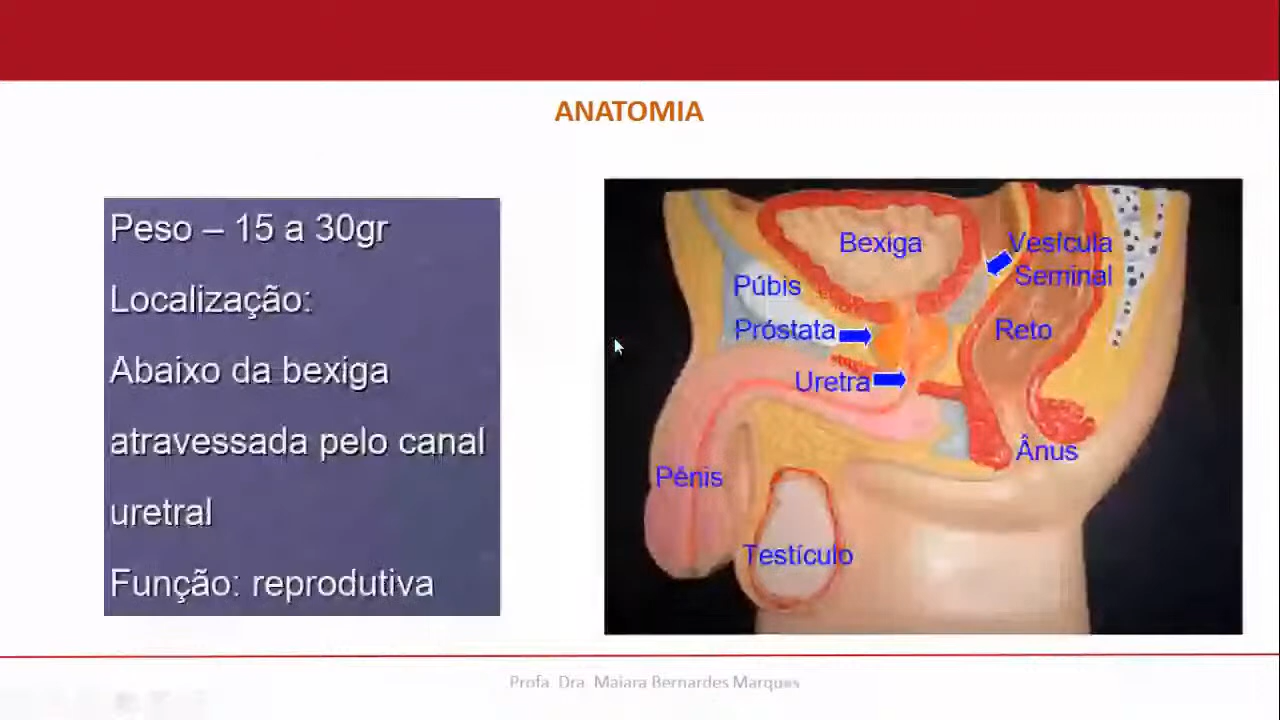 ANATOMIA
Peso – 15 a 30gr
Localização:
Abaixo da bexiga
atravessada pelo canal
uretral
Função: reprodutiva
Bexiga
Vesícula
Seminal
Púbis
Próstata
Reto
Uretra
Ânus
Pênis
Testículo
Profa. Dra. Maiara Bernardes Marques